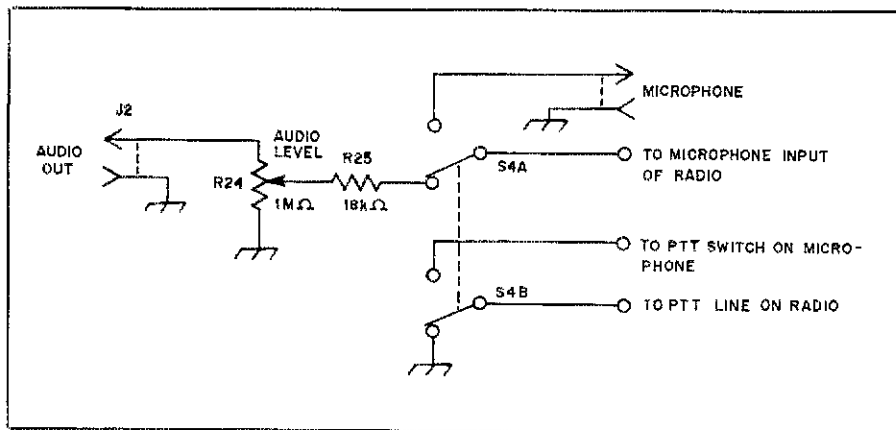 J2
AUDIO
OUT
AUDIO
LEVEL
R24
1MΩ
R25
18kΩ
MICROPHONE
S4A
TO MICROPHONE INPUT
OF RADIO
TO PTT SWITCH ON MICRO-
PHONE
S4B
TO PTT LINE ON RADIO